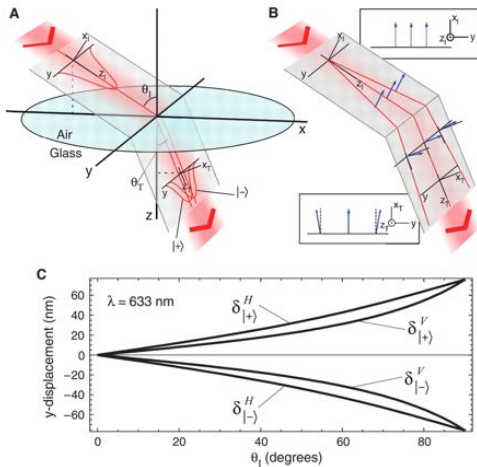 A
x_I
y
z_I
θ_I
x
Air
Glass
y
θ_T
x_T
z_T
y
z
|−⟩
|+⟩
B
x_I
z_I
y
x_I
y
z_I
x_T
y
z_T
x_T
z_T
y
C
λ = 633 nm
δ^H_|+⟩
δ^V_|+⟩
δ^V_|−⟩
δ^H_|−⟩
y-displacement (nm)
60
40
20
0
−20
−40
−60
0
20
40
60
80
θ_I (degrees)